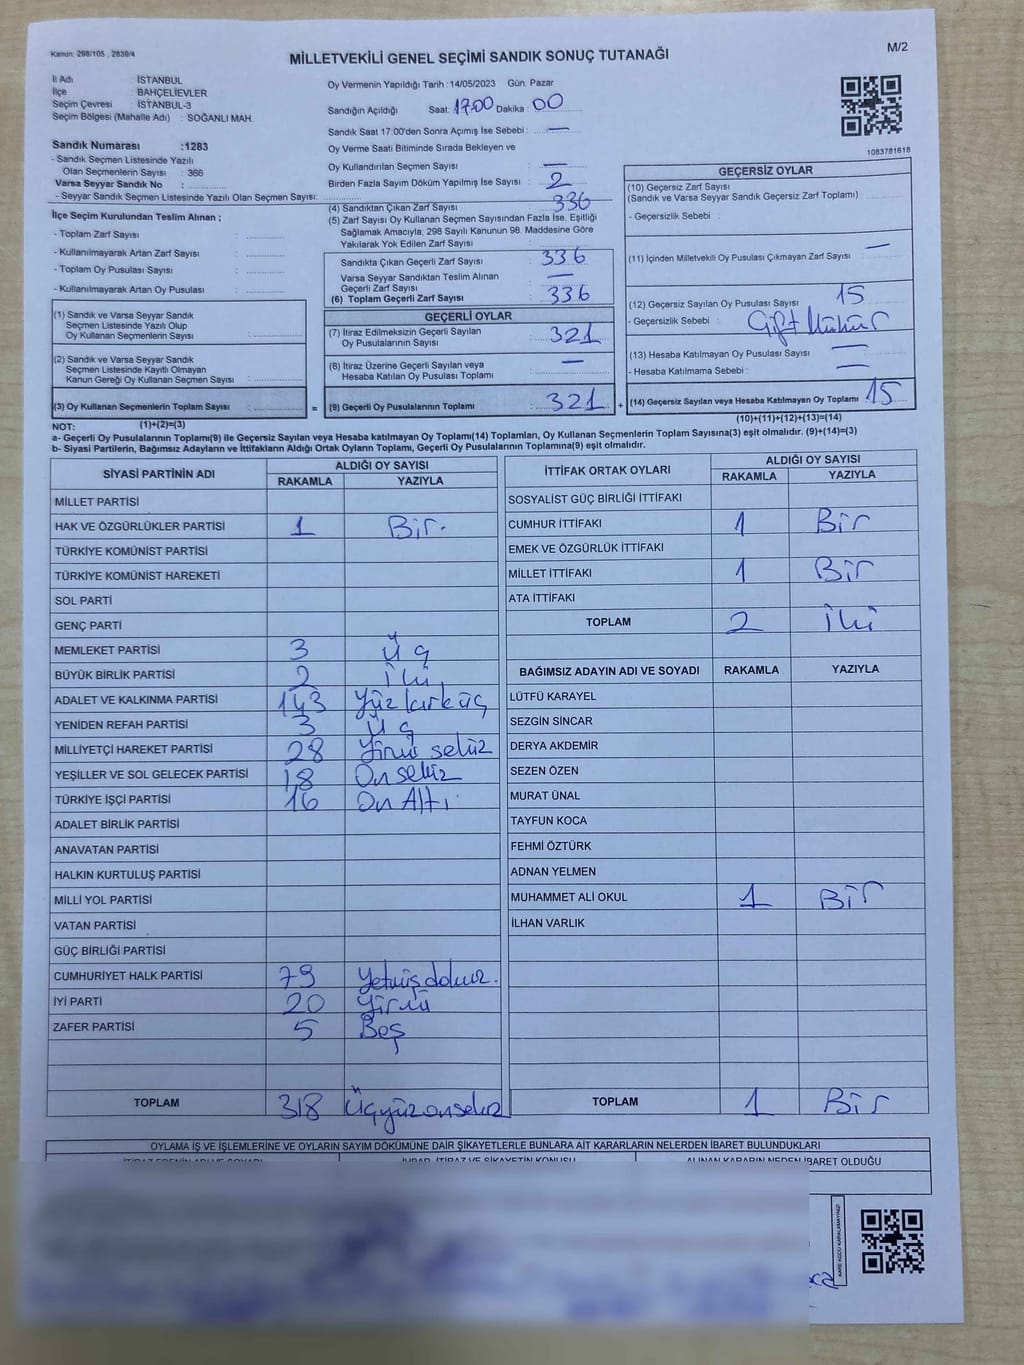 Kanun: 298/105 , 2839/4
MİLLETVEKİLİ GENEL SEÇİMİ SANDIK SONUÇ TUTANAĞI
M/2
İl Adı : İSTANBUL
İlçe : BAHÇELİEVLER
Seçim Çevresi : İSTANBUL-3
Seçim Bölgesi (Mahalle Adı) : SOĞANLI MAH.
Sandık Numarası :1283
- Sandık Seçmen Listesinde Yazılı
Olan Seçmenlerin Sayısı : 366
Varsa Seyyar Sandık No :
- Seyyar Sandık Seçmen Listesinde Yazılı Olan Seçmen Sayısı:
İlçe Seçim Kurulundan Teslim Alınan ;
- Toplam Zarf Sayısı :
- Kullanılmayarak Artan Zarf Sayısı :
- Toplam Oy Pusulası Sayısı :
- Kullanılmayarak Artan Oy Pusulası :
(1) Sandık ve Varsa Seyyar Sandık
Seçmen Listesinde Yazılı Olup
Oy Kullanan Seçmenlerin Sayısı :
(2) Sandık ve Varsa Seyyar Sandık
Seçmen Listesinde Kayıtlı Olmayan
Kanun Gereği Oy Kullanan Seçmen Sayısı :
(3) Oy Kullanan Seçmenlerin Toplam Sayısı :
(1)+(2)=(3)
Oy Vermenin Yapıldığı Tarih : 14/05/2023 Gün: Pazar
Sandığın Açıldığı Saat: 17:00 Dakika : 00
Sandık Saat 17:00'den Sonra Açımış İse Sebebi : —
Oy Verme Saati Bitiminde Sırada Bekleyen ve
Oy Kullandırılan Seçmen Sayısı : —
Birden Fazla Sayım Döküm Yapılmış İse Sayısı : 2
(4) Sandıktan Çıkan Zarf Sayısı : 336
(5) Zarf Sayısı Oy Kullanan Seçmen Sayısından Fazla İse, Eşitliği
Sağlamak Amacıyla; 298 Sayılı Kanunun 98. Maddesine Göre
Yakılarak Yok Edilen Zarf Sayısı :
Sandıkta Çıkan Geçerli Zarf Sayısı : 336
Varsa Seyyar Sandıktan Teslim Alınan
Geçerli Zarf Sayısı : —
(6) Toplam Geçerli Zarf Sayısı : 336
GEÇERLİ OYLAR
(7) İtiraz Edilmeksizin Geçerli Sayılan
Oy Pusulalarının Sayısı : 321
(8) İtiraz Üzerine Geçerli Sayılan veya
Hesaba Katılan Oy Pusulası Toplamı : —
= (9) Geçerli Oy Pusulalarının Toplamı : 321
1083781618
GEÇERSİZ OYLAR
(10) Geçersiz Zarf Sayısı
(Sandık ve Varsa Seyyar Sandık Geçersiz Zarf Toplamı) :
- Geçersizlik Sebebi :
(11) İçinden Milletvekili Oy Pusulası Çıkmayan Zarf Sayısı : —
(12) Geçersiz Sayılan Oy Pusulası Sayısı : 15
- Geçersizlik Sebebi : Çift Mühür
(13) Hesaba Katılmayan Oy Pusulası Sayısı : —
- Hesaba Katılmama Sebebi : —
+ (14) Geçersiz Sayılan veya Hesaba Katılmayan Oy Toplamı : 15
(10)+(11)+(12)+(13)=(14)
NOT:
a- Geçerli Oy Pusulalarının Toplamı(9) ile Geçersiz Sayılan veya Hesaba katılmayan Oy Toplamı(14) Toplamları, Oy Kullanan Seçmenlerin Toplam Sayısına(3) eşit olmalıdır. (9)+(14)=(3)
b- Siyasi Partilerin, Bağımsız Adayların ve İttifakların Aldığı Ortak Oyların Toplamı, Geçerli Oy Pusulalarının Toplamına(9) eşit olmalıdır.
SİYASİ PARTİNİN ADI
ALDIĞI OY SAYISI
RAKAMLA YAZIYLA
MİLLET PARTİSİ
HAK VE ÖZGÜRLÜKLER PARTİSİ 1 Bir.
TÜRKİYE KOMÜNİST PARTİSİ
TÜRKİYE KOMÜNİST HAREKETİ
SOL PARTİ
GENÇ PARTİ
MEMLEKET PARTİSİ 3 Üç
BÜYÜK BİRLİK PARTİSİ 2 İki
ADALET VE KALKINMA PARTİSİ 143 Yüz kırk üç
YENİDEN REFAH PARTİSİ 3 Üç
MİLLİYETÇİ HAREKET PARTİSİ 28 Yirmi sekiz
YEŞİLLER VE SOL GELECEK PARTİSİ 18 On sekiz
TÜRKİYE İŞÇİ PARTİSİ 16 On Altı
ADALET BİRLİK PARTİSİ
ANAVATAN PARTİSİ
HALKIN KURTULUŞ PARTİSİ
MİLLİ YOL PARTİSİ
VATAN PARTİSİ
GÜÇ BİRLİĞİ PARTİSİ
CUMHURİYET HALK PARTİSİ 79 Yetmiş dokuz.
İYİ PARTİ 20 Yirmi
ZAFER PARTİSİ 5 Beş
TOPLAM 318 Üçyüz onsekiz
İTTİFAK ORTAK OYLARI
ALDIĞI OY SAYISI
RAKAMLA YAZIYLA
SOSYALİST GÜÇ BİRLİĞİ İTTİFAKI
CUMHUR İTTİFAKI 1 Bir
EMEK VE ÖZGÜRLÜK İTTİFAKI
MİLLET İTTİFAKI 1 Bir
ATA İTTİFAKI
TOPLAM 2 İki
BAĞIMSIZ ADAYIN ADI VE SOYADI RAKAMLA YAZIYLA
LÜTFÜ KARAYEL
SEZGİN SİNCAR
DERYA AKDEMİR
SEZEN ÖZEN
MURAT ÜNAL
TAYFUN KOCA
FEHMİ ÖZTÜRK
ADNAN YELMEN
MUHAMMET ALİ OKUL 1 Bir
İLHAN VARLIK
TOPLAM 1 Bir
OYLAMA İŞ VE İŞLEMLERİNE VE OYLARIN SAYIM DÖKÜMÜNE DAİR ŞİKAYETLERLE BUNLARA AİT KARARLARIN NELERDEN İBARET BULUNDUKLARI
İTİRAZ EDENİN ADI VE SOYADI İHBAR, İTİRAZ VE ŞİKAYETİN KONUSU ALINAN KARARIN NEDEN İBARET OLDUĞU